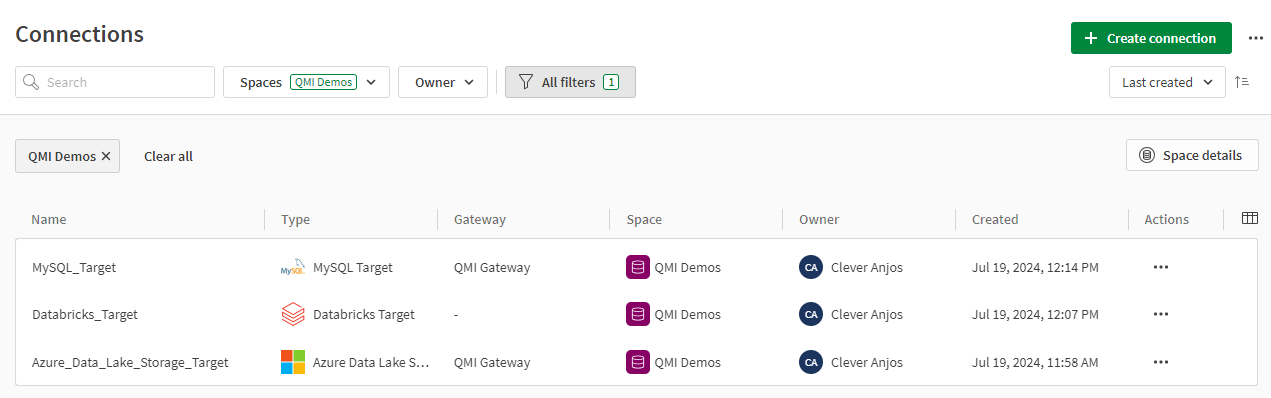 Connections
Create connection
Search
Spaces QMI Demos
Owner
All filters 1
Last created
QMI Demos
Clear all
Space details
Name Type Gateway Space Owner Created Actions
MySQL_Target MySQL MySQL Target QMI Gateway QMI Demos CA Clever Anjos Jul 19, 2024, 12:14 PM
Databricks_Target Databricks Target - QMI Demos CA Clever Anjos Jul 19, 2024, 12:07 PM
Azure_Data_Lake_Storage_Target Azure Data Lake S... QMI Gateway QMI Demos CA Clever Anjos Jul 19, 2024, 11:58 AM